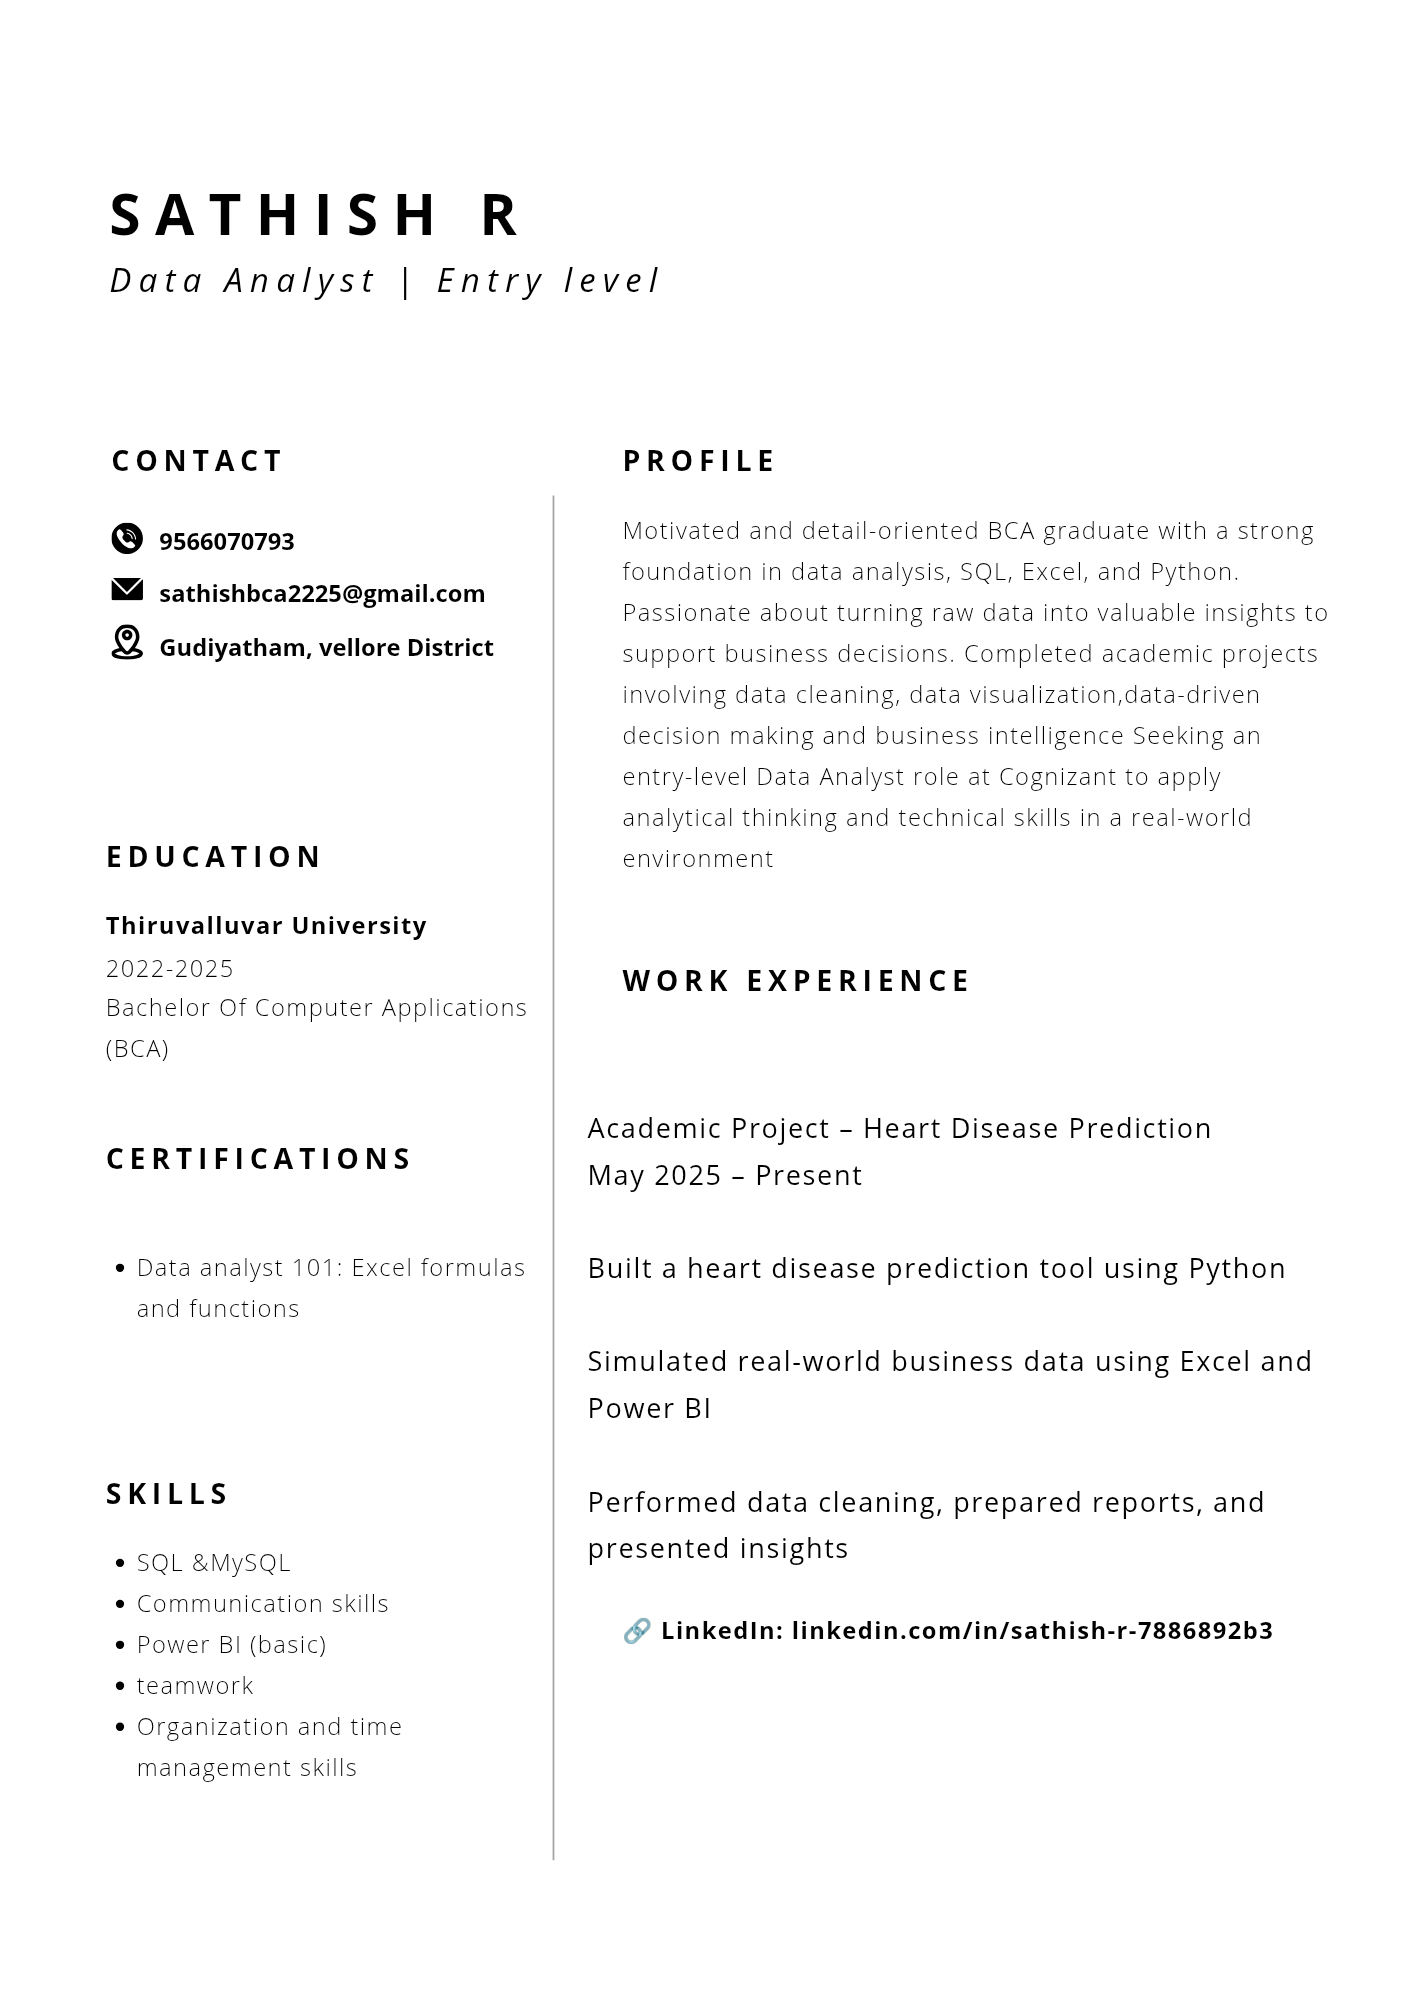 SATHISH R
Data Analyst | Entry level
CONTACT
9566070793
sathishbca2225@gmail.com
Gudiyatham, vellore District
EDUCATION
Thiruvalluvar University
2022-2025
Bachelor Of Computer Applications
(BCA)
CERTIFICATIONS
• Data analyst 101: Excel formulas
and functions
SKILLS
• SQL &MySQL
• Communication skills
• Power BI (basic)
• teamwork
• Organization and time
management skills
PROFILE
Motivated and detail-oriented BCA graduate with a strong
foundation in data analysis, SQL, Excel, and Python.
Passionate about turning raw data into valuable insights to
support business decisions. Completed academic projects
involving data cleaning, data visualization,data-driven
decision making and business intelligence Seeking an
entry-level Data Analyst role at Cognizant to apply
analytical thinking and technical skills in a real-world
environment
WORK EXPERIENCE
Academic Project – Heart Disease Prediction
May 2025 – Present
Built a heart disease prediction tool using Python
Simulated real-world business data using Excel and
Power BI
Performed data cleaning, prepared reports, and
presented insights
🔗 LinkedIn: linkedin.com/in/sathish-r-7886892b3